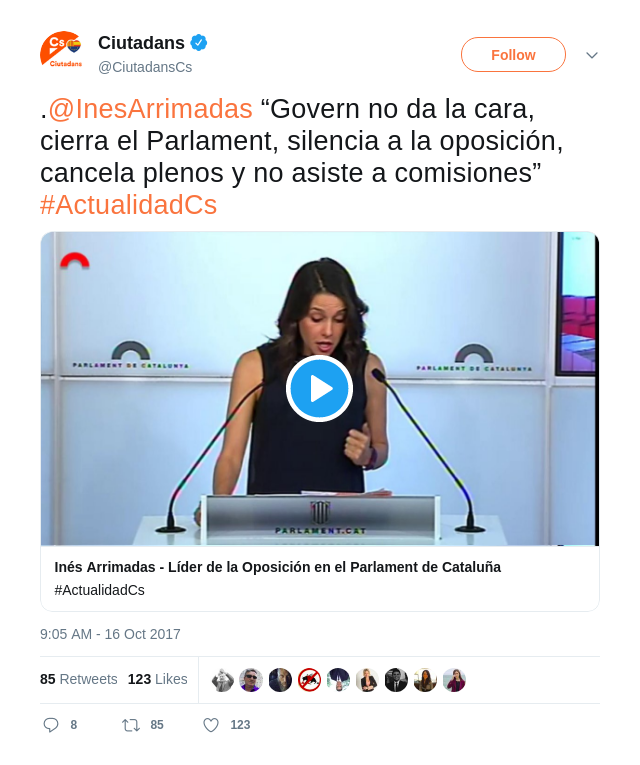 Cs
Ciutadans
Ciutadans
@CiutadansCs
Follow
.@InesArrimadas “Govern no da la cara,
cierra el Parlament, silencia a la oposición,
cancela plenos y no asiste a comisiones”
#ActualidadCs
PARLAMENT DE CATALUNYA
PARLAMENT DE CATALUNYA
PARLAMENT.CAT
Inés Arrimadas - Líder de la Oposición en el Parlament de Cataluña
#ActualidadCs
9:05 AM - 16 Oct 2017
85 Retweets 123 Likes
8 85 123